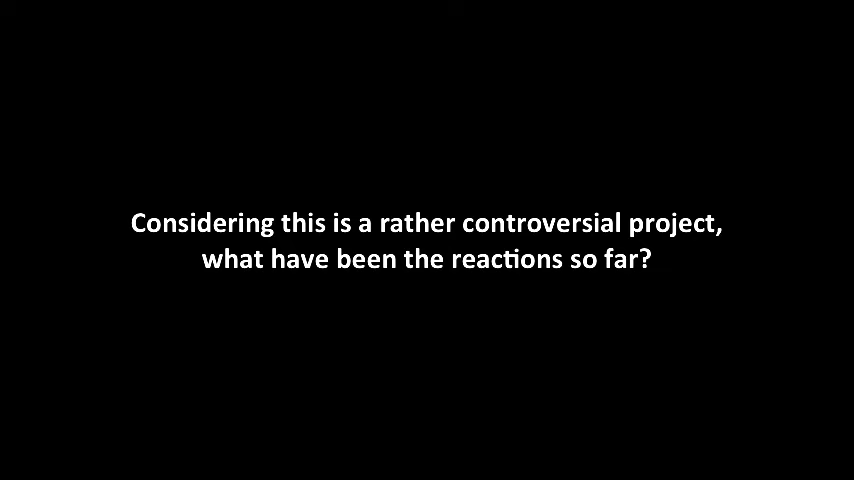 Considering this is a rather controversial project,
what have been the reactions so far?